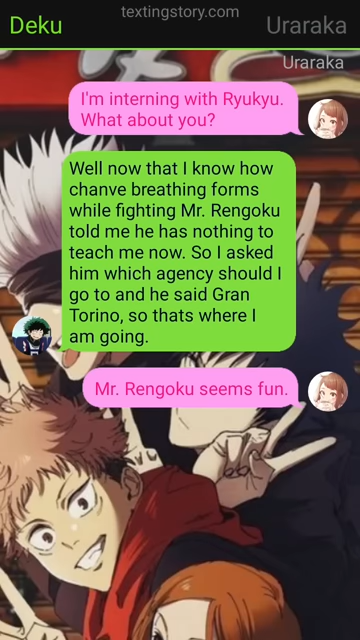 textingstory.com
Deku
Uraraka
Uraraka
I'm interning with Ryukyu.
What about you?
Well now that I know how
chanve breathing forms
while fighting Mr. Rengoku
told me he has nothing to
teach me now. So I asked
him which agency should I
go to and he said Gran
Torino, so thats where I
am going.
Mr. Rengoku seems fun.